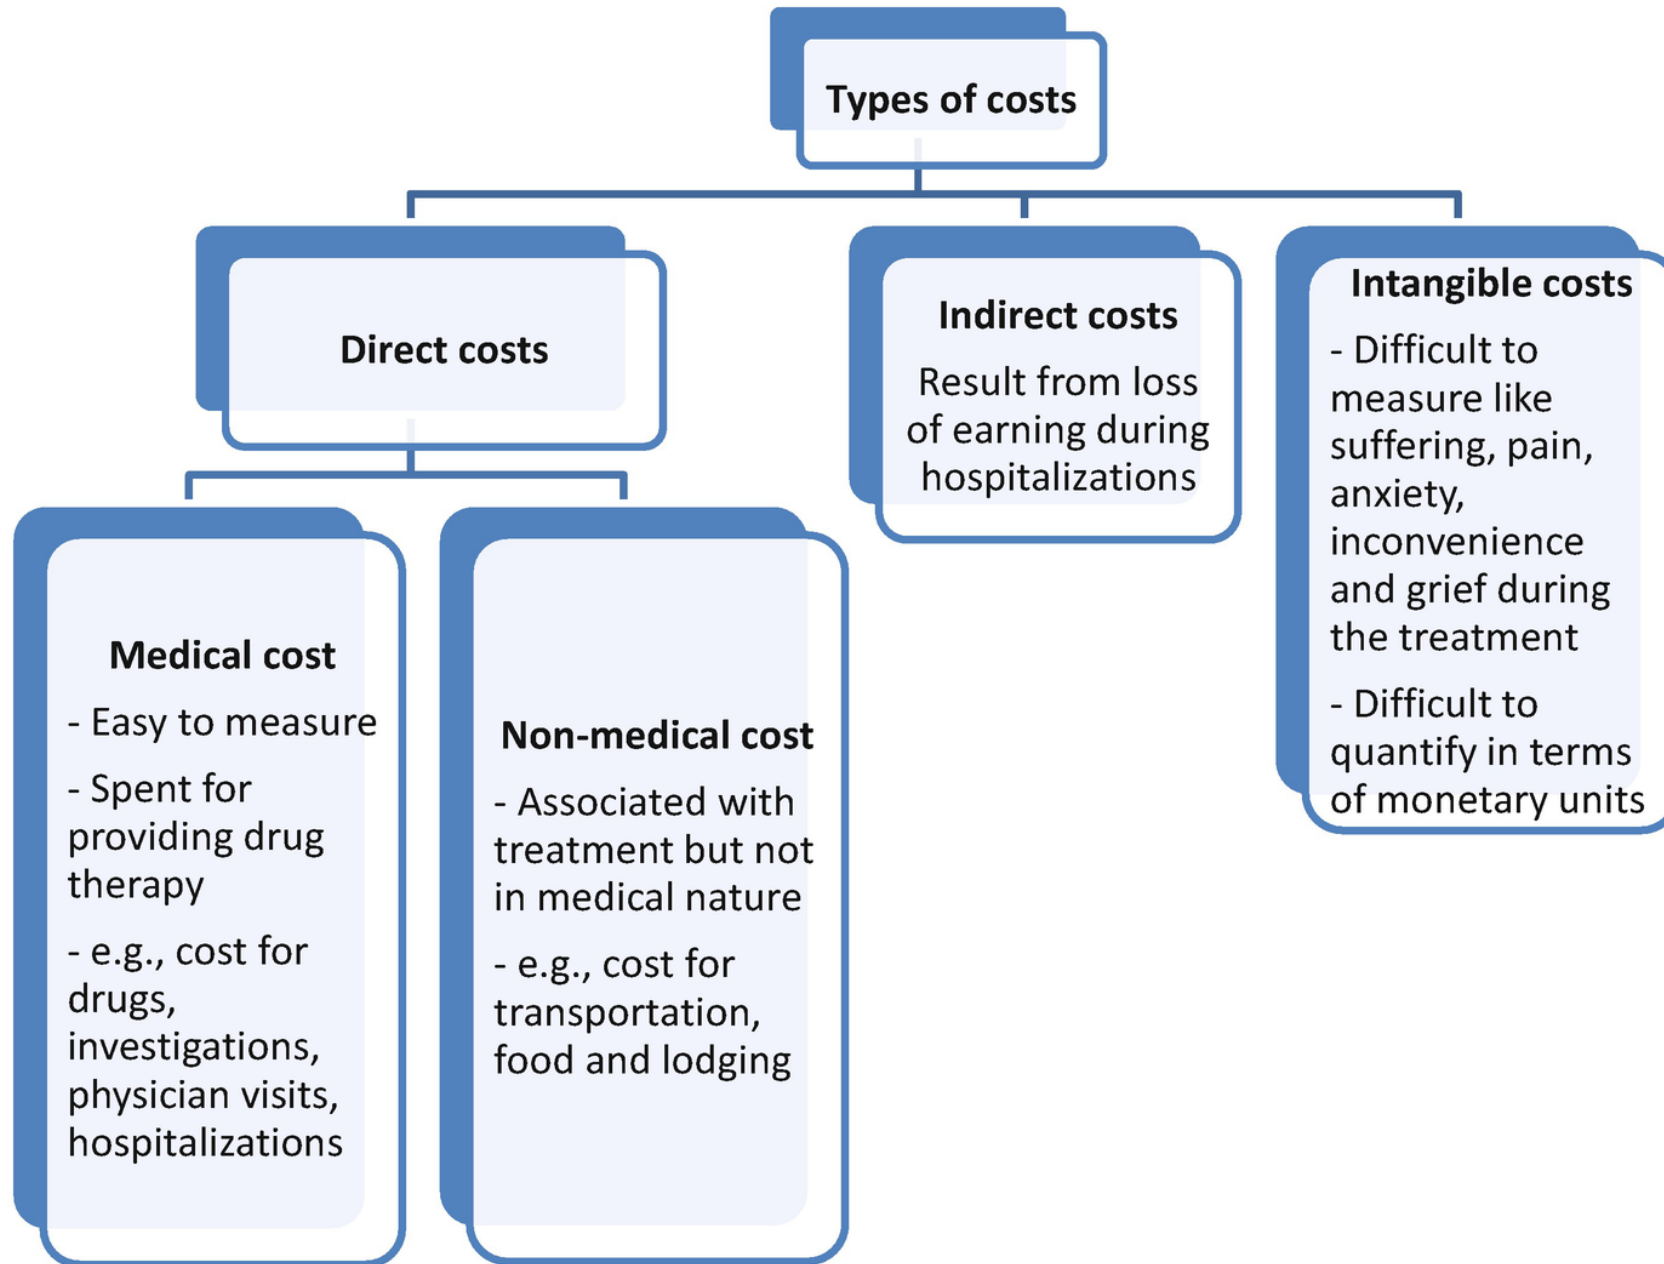 Types of costs
Direct costs
Medical cost
- Easy to measure
- Spent for
providing drug
therapy
- e.g., cost for
drugs,
investigations,
physician visits,
hospitalizations
Non-medical cost
- Associated with
treatment but not
in medical nature
- e.g., cost for
transportation,
food and lodging
Indirect costs
Result from loss
of earning during
hospitalizations
Intangible costs
- Difficult to
measure like
suffering, pain,
anxiety,
inconvenience
and grief during
the treatment
- Difficult to
quantify in terms
of monetary units